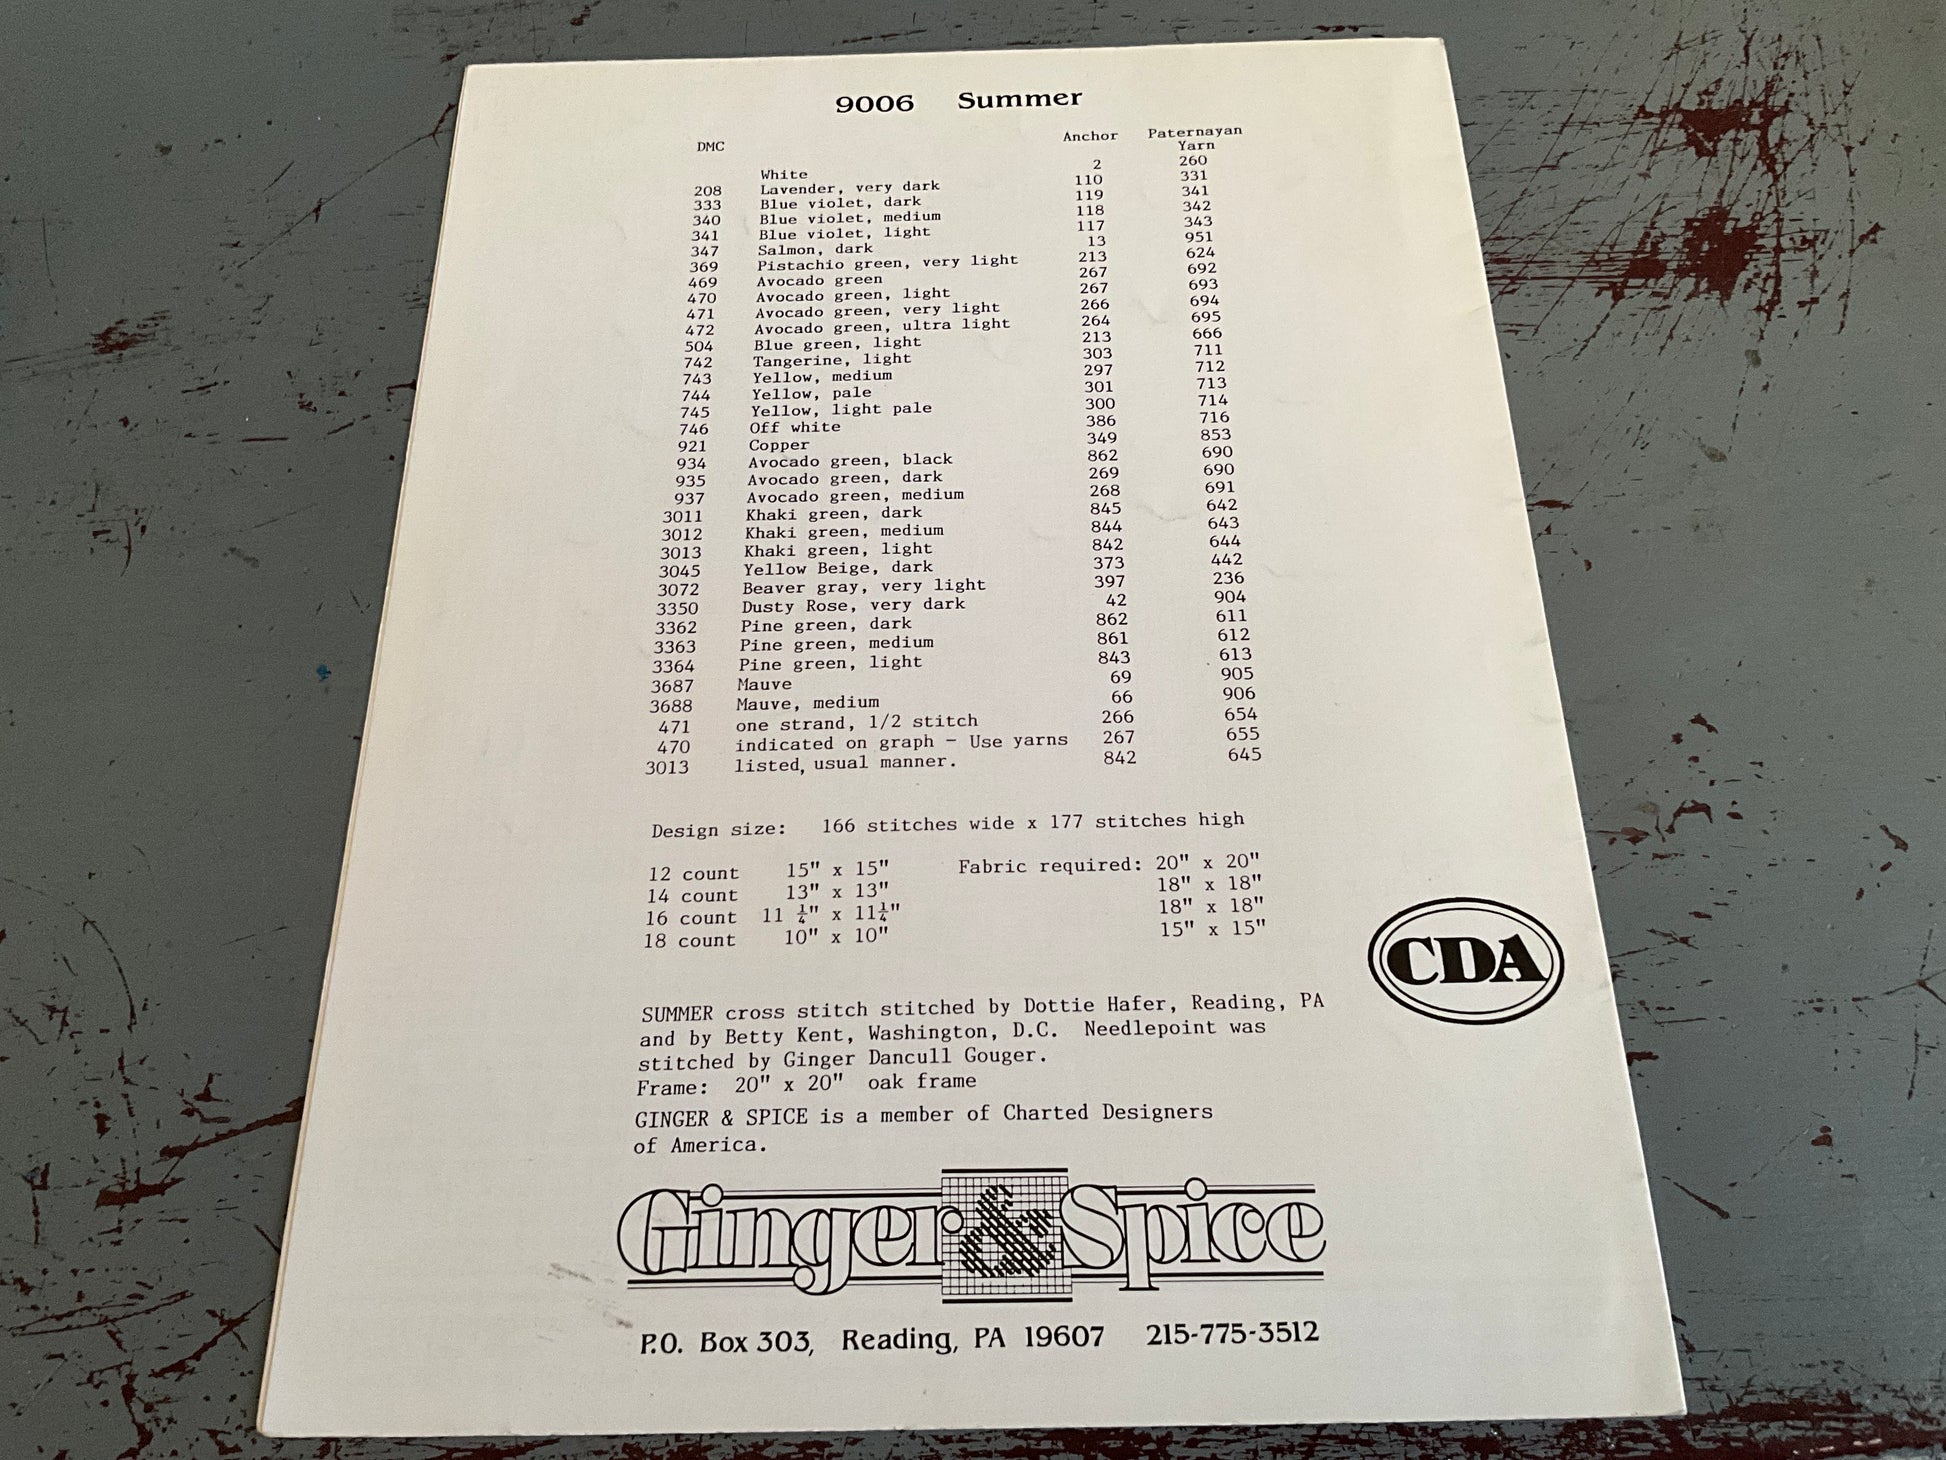 9006 Summer
DMC Anchor Paternayan
Yarn
White 2 260
208 Lavender, very dark 110 331
333 Blue violet, dark 119 341
340 Blue violet, medium 118 342
341 Blue violet, light 117 343
347 Salmon, dark 13 951
369 Pistachio green, very light 213 624
469 Avocado green 267 692
470 Avocado green, light 267 693
471 Avocado green, very light 266 694
472 Avocado green, ultra light 264 695
504 Blue green, light 213 666
742 Tangerine, light 303 711
743 Yellow, medium 297 712
744 Yellow, pale 301 713
745 Yellow, light pale 300 714
746 Off white 386 716
921 Copper 349 853
934 Avocado green, black 862 690
935 Avocado green, dark 269 690
937 Avocado green, medium 268 691
3011 Khaki green, dark 845 642
3012 Khaki green, medium 844 643
3013 Khaki green, light 842 644
3045 Yellow Beige, dark 373 442
3072 Beaver gray, very light 397 236
3350 Dusty Rose, very dark 42 904
3362 Pine green, dark 862 611
3363 Pine green, medium 861 612
3364 Pine green, light 843 613
3687 Mauve 69 905
3688 Mauve, medium 66 906
471 one strand, 1/2 stitch 266 654
470 indicated on graph - Use yarns 267 655
3013 listed, usual manner. 842 645
Design size: 166 stitches wide x 177 stitches high
12 count 15" x 15" Fabric required: 20" x 20"
14 count 13" x 13" 18" x 18"
16 count 11 ¼" x 11¼" 18" x 18"
18 count 10" x 10" 15" x 15"
CDA
SUMMER cross stitch stitched by Dottie Hafer, Reading, PA
and by Betty Kent, Washington, D.C. Needlepoint was
stitched by Ginger Dancull Gouger.
Frame: 20" x 20" oak frame
GINGER & SPICE is a member of Charted Designers
of America.
Ginger & Spice
P.O. Box 303, Reading, PA 19607 215-775-3512